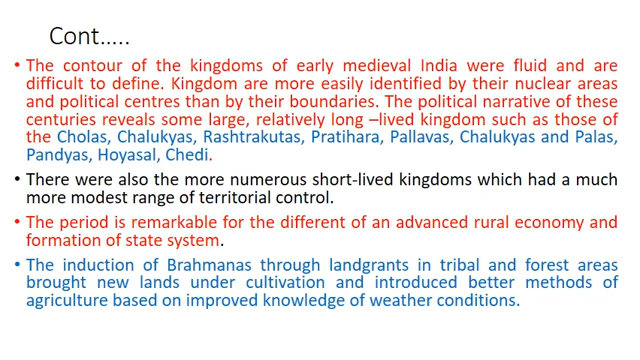 Cont…..
• The contour of the kingdoms of early medieval India were fluid and are
difficult to define. Kingdom are more easily identified by their nuclear areas
and political centres than by their boundaries. The political narrative of these
centuries reveals some large, relatively long –lived kingdom such as those of
the Cholas, Chalukyas, Rashtrakutas, Pratihara, Pallavas, Chalukyas and Palas,
Pandyas, Hoyasal, Chedi.
• There were also the more numerous short-lived kingdoms which had a much
more modest range of territorial control.
• The period is remarkable for the different of an advanced rural economy and
formation of state system.
• The induction of Brahmanas through landgrants in tribal and forest areas
brought new lands under cultivation and introduced better methods of
agriculture based on improved knowledge of weather conditions.